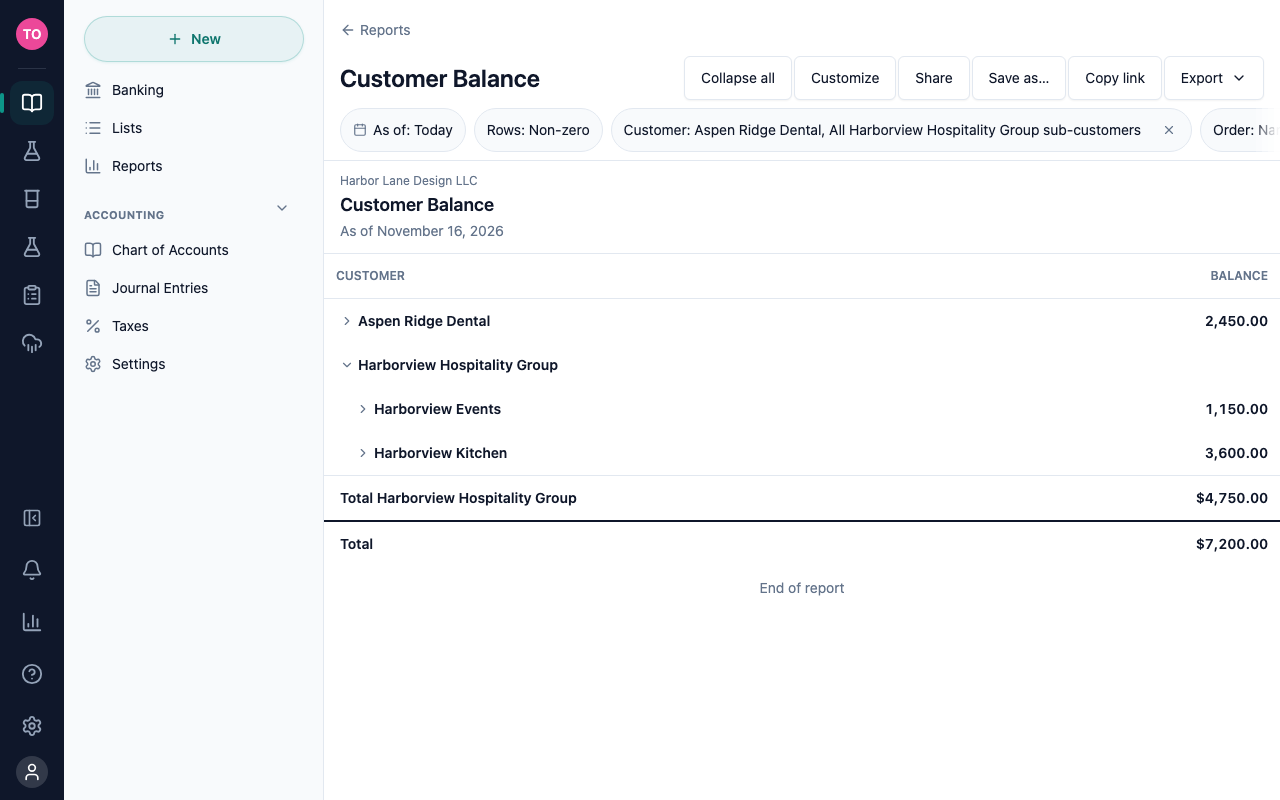 TO
New
Banking
Lists
Reports
ACCOUNTING
Chart of Accounts
Journal Entries
Taxes
Settings
Reports
Customer Balance
Collapse all
Customize
Share
Save as...
Copy link
Export
As of: Today
Rows: Non-zero
Customer: Aspen Ridge Dental, All Harborview Hospitality Group sub-customers
Order:
Harbor Lane Design LLC
Customer Balance
As of November 16, 2026
CUSTOMER BALANCE
Aspen Ridge Dental 2,450.00
Harborview Hospitality Group
Harborview Events 1,150.00
Harborview Kitchen 3,600.00
Total Harborview Hospitality Group $4,750.00
Total $7,200.00
End of report